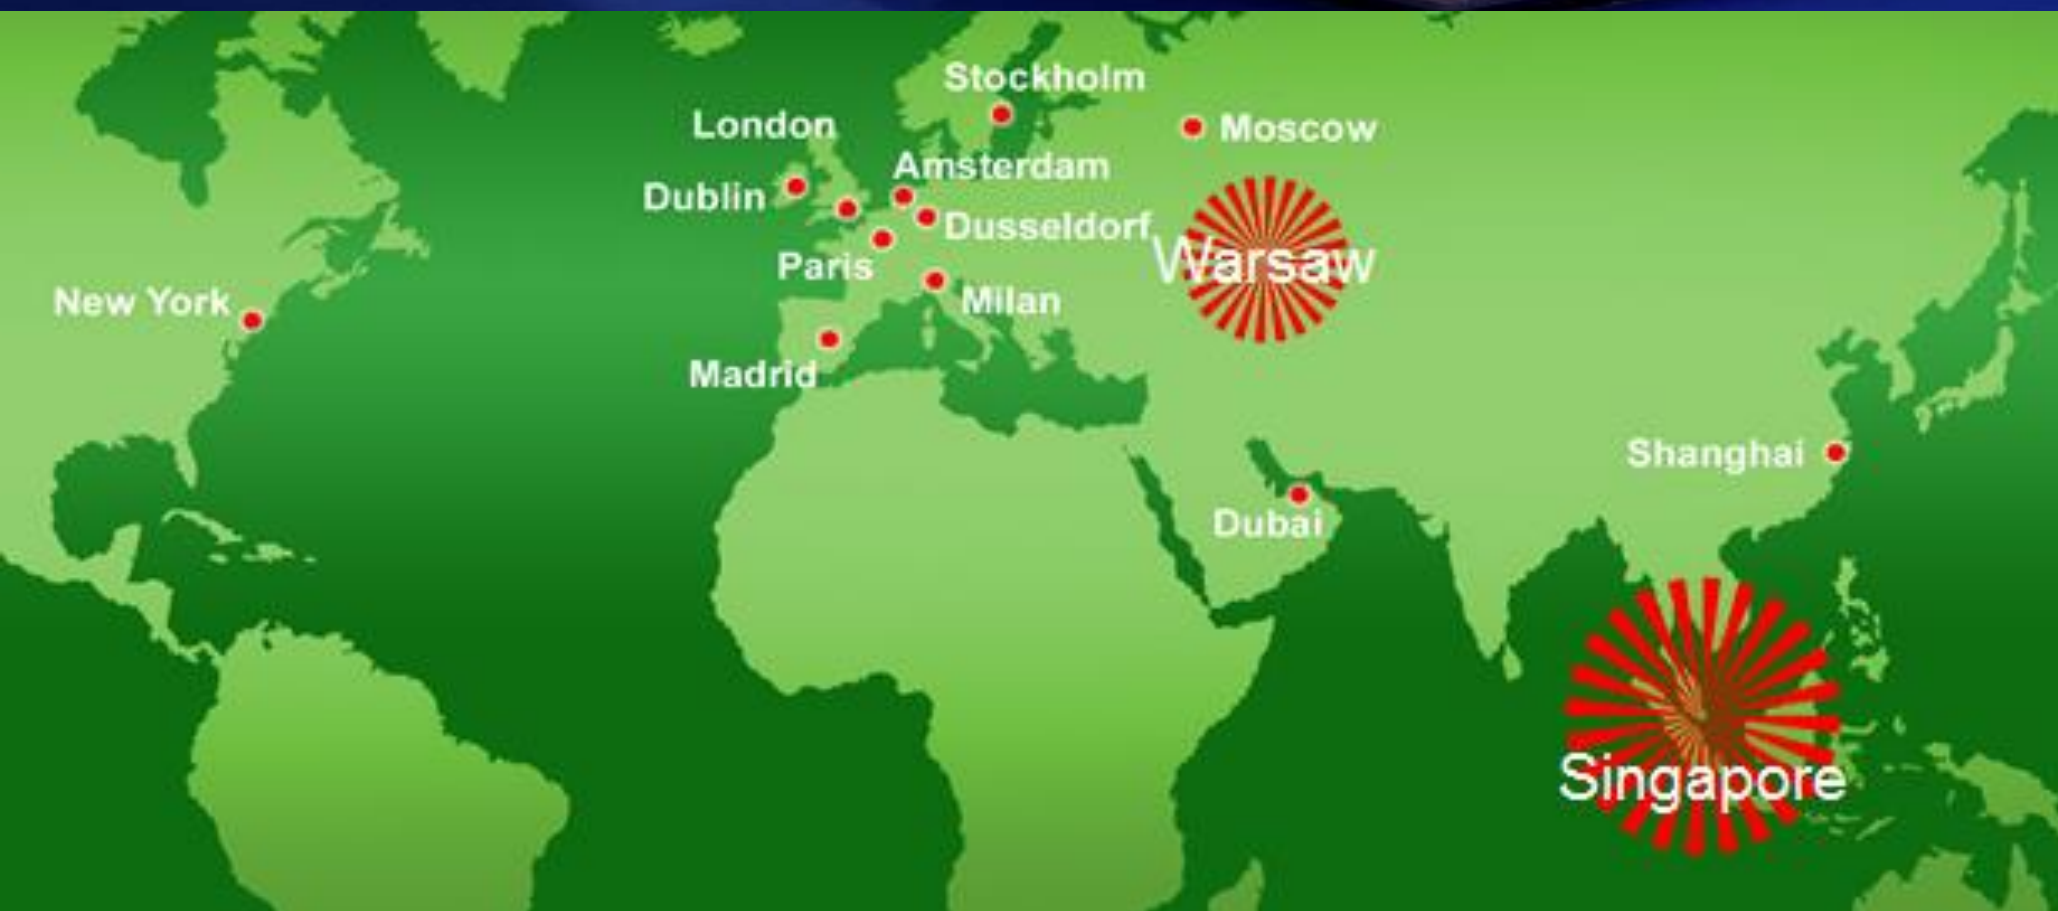 Stockholm
London
Moscow
Amsterdam
Dublin
Dusseldorf
Warsaw
Paris
Milan
New York
Madrid
Shanghai
Dubai
Singapore